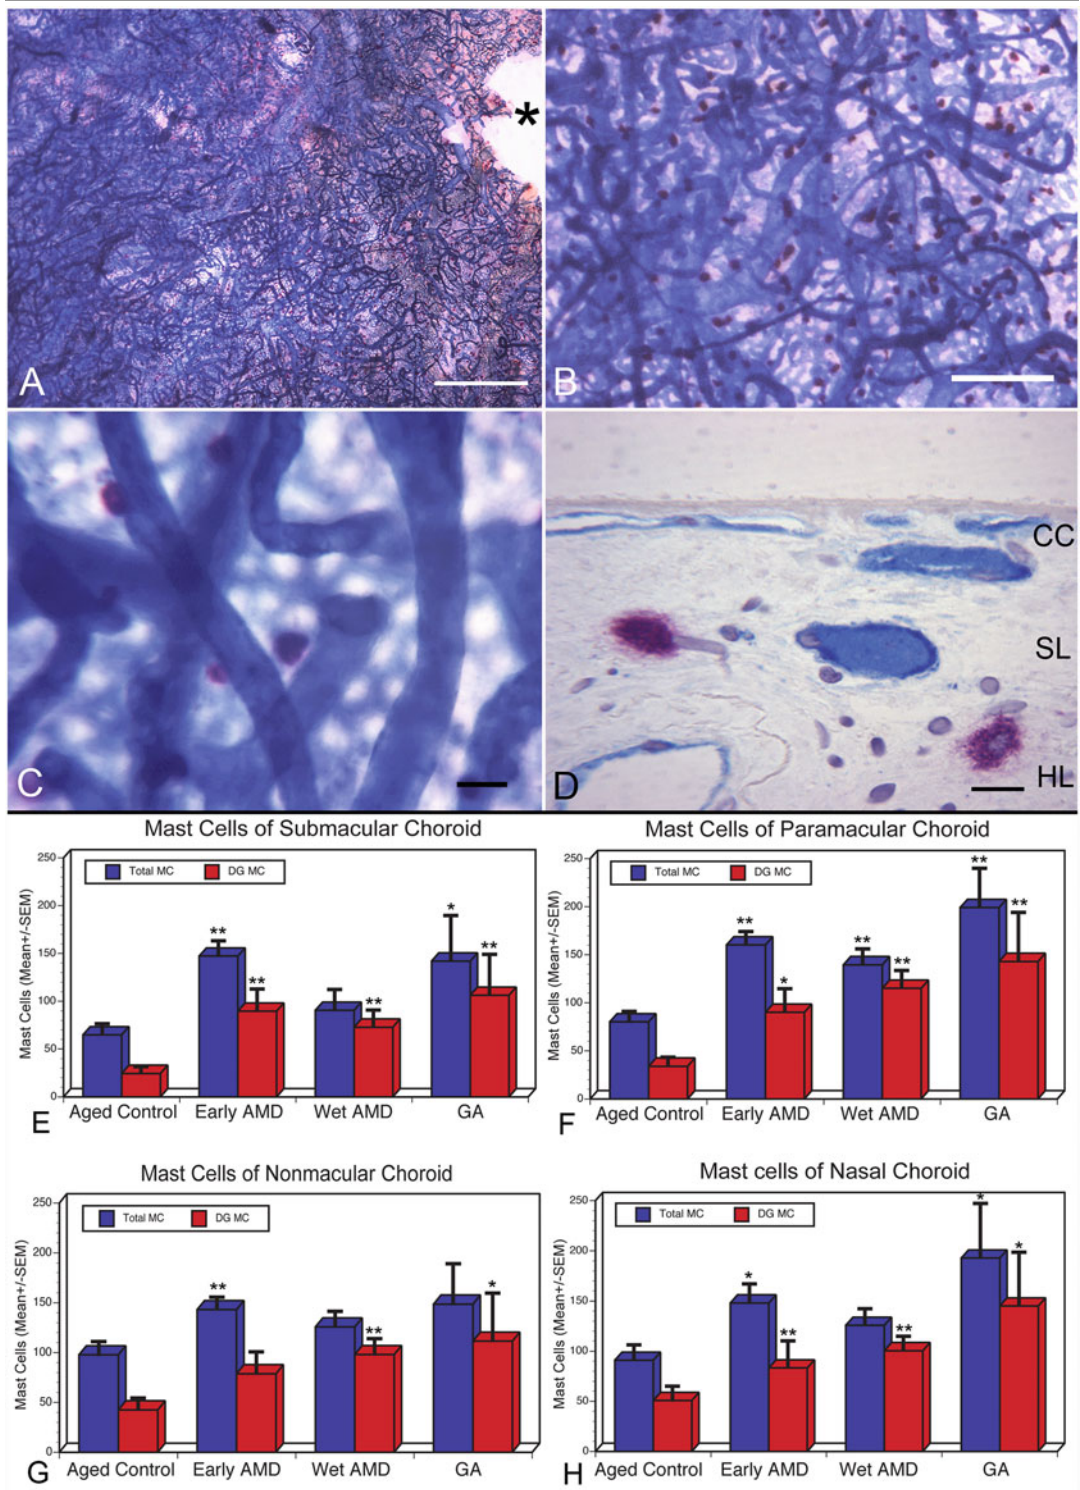 *
A
B
C
CC
SL
HL
D
Mast Cells of Submacular Choroid
Mast Cells (Mean+/-SEM)
250
200
150
100
50
0
Total MC DG MC
** ** ** * **
Aged Control Early AMD Wet AMD GA
E
Mast Cells of Paramacular Choroid
Mast Cells (Mean+/-SEM)
250
200
150
100
50
0
Total MC DG MC
** * ** ** ** **
Aged Control Early AMD Wet AMD GA
F
Mast Cells of Nonmacular Choroid
Mast Cells (Mean+/-SEM)
250
200
150
100
50
0
Total MC DG MC
** ** *
Aged Control Early AMD Wet AMD GA
G
Mast cells of Nasal Choroid
Mast Cells (Mean+/-SEM)
250
200
150
100
50
0
Total MC DG MC
* ** ** * *
Aged Control Early AMD Wet AMD GA
H